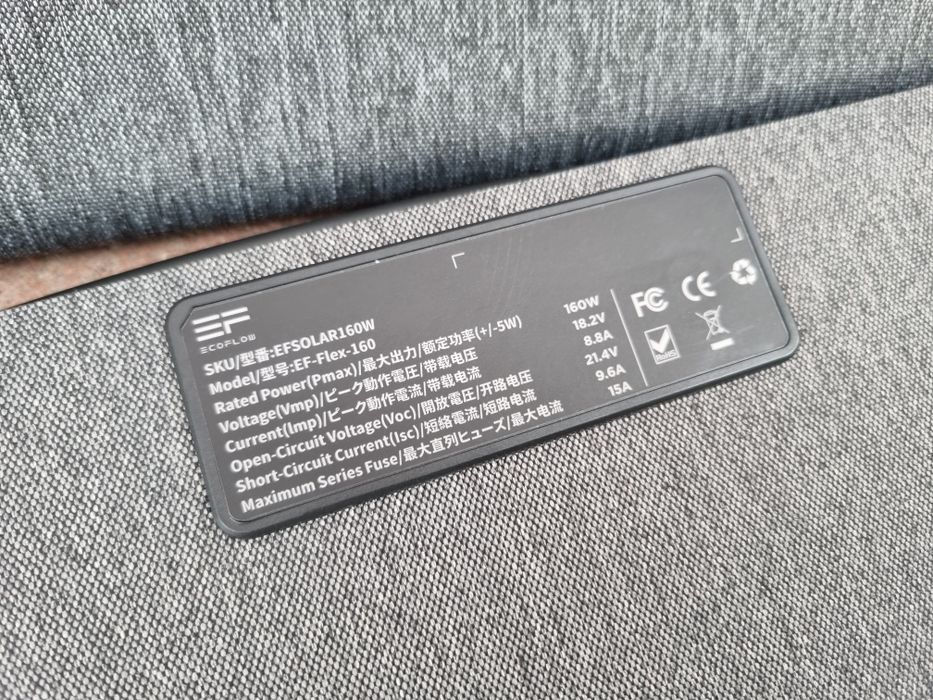 EF
ECOFLOW
SKU/型番:EFSOLAR160W
Model/型号:EF-Flex-160
Rated Power(Pmax)/最大出力/额定功率(+/-5W) 160W
Voltage(Vmp)/ピーク動作電圧/带载电压 18.2V
Current(Imp)/ピーク動作電流/带载电流 8.8A
Open-Circuit Voltage(Voc)/開放電圧/开路电压 21.4V
Short-Circuit Current(Isc)/短絡電流/短路电流 9.6A
Maximum Series Fuse/最大直列ヒューズ/最大电流 15A
FC CE
RoHS